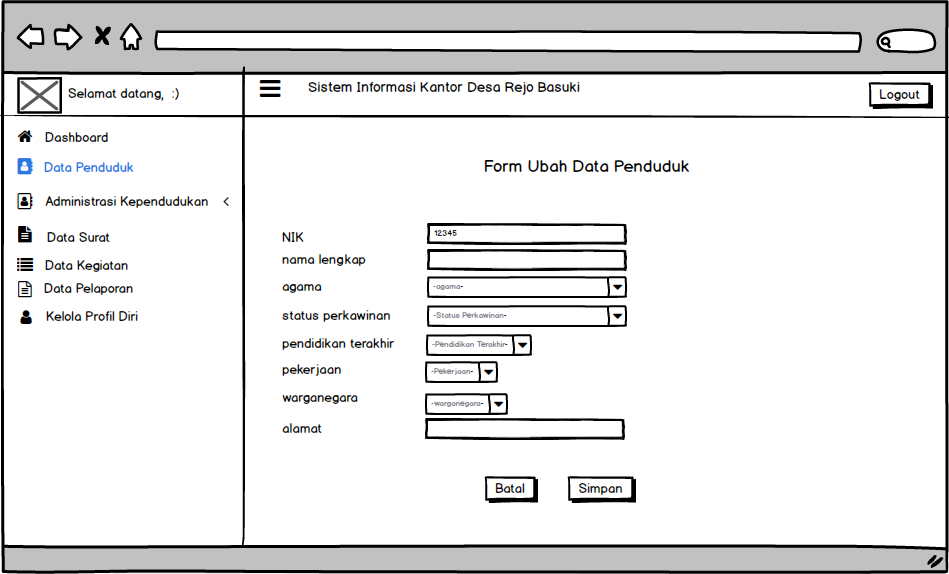 Selamat datang, :)
Sistem Informasi Kantor Desa Rejo Basuki
Logout
Dashboard
Data Penduduk
Administrasi Kependudukan <
Data Surat
Data Kegiatan
Data Pelaporan
Kelola Profil Diri
Form Ubah Data Penduduk
NIK 12345
nama lengkap
agama -agama-
status perkawinan -Status Perkawinan-
pendidikan terakhir -Pendidikan Terakhir-
pekerjaan -Pekerjaan-
warganegara -warganegara-
alamat
Batal Simpan